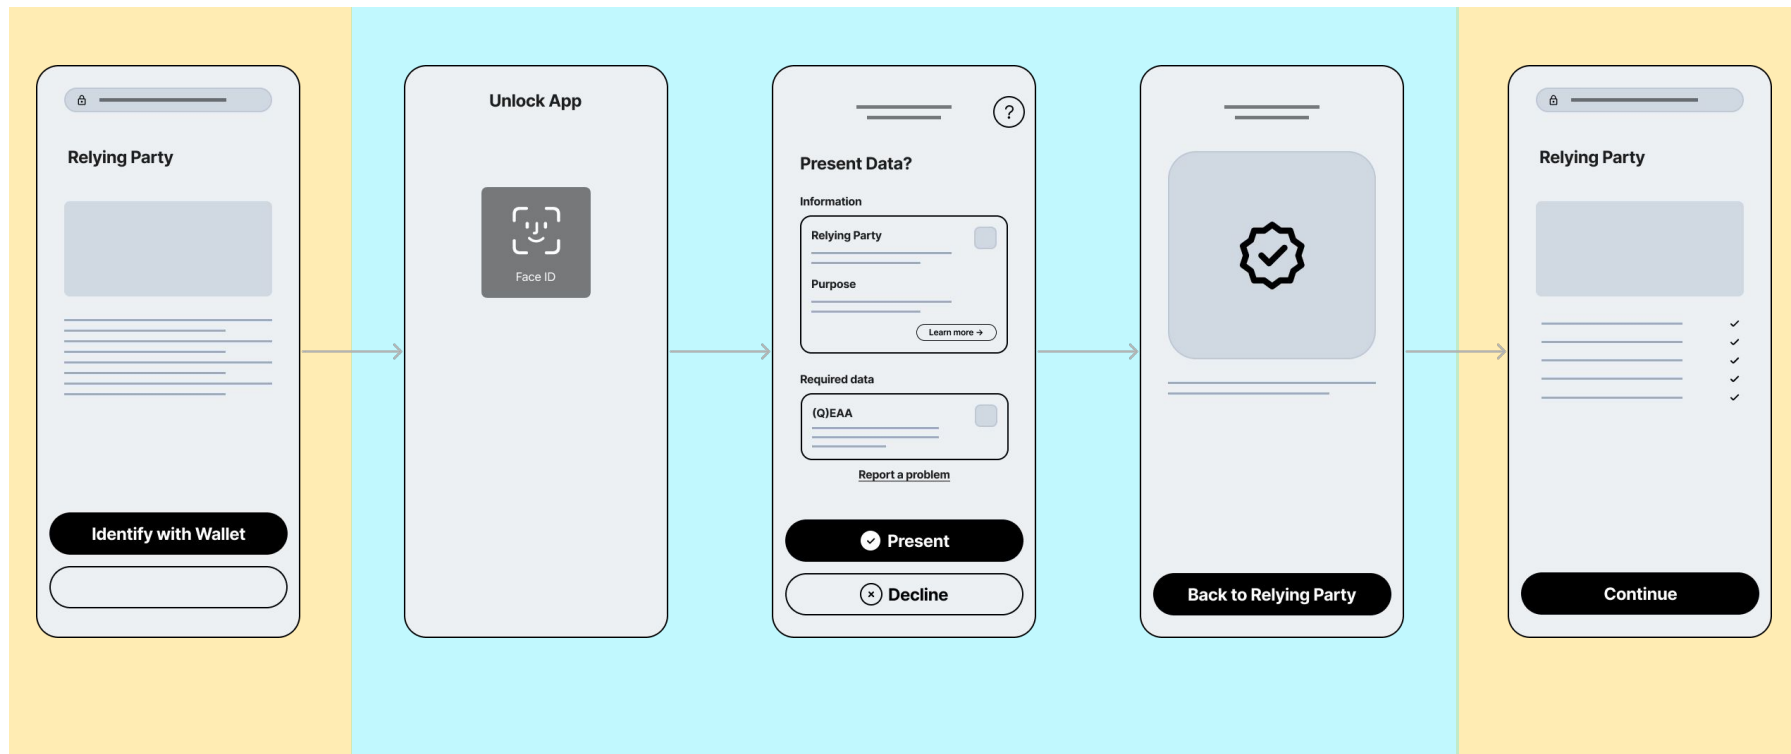 Relying Party
Identify with Wallet
Unlock App
Face ID
?
Present Data?
Information
Relying Party
Purpose
Learn more →
Required data
(Q)EAA
Report a problem
Present
Decline
Back to Relying Party
Relying Party
Continue